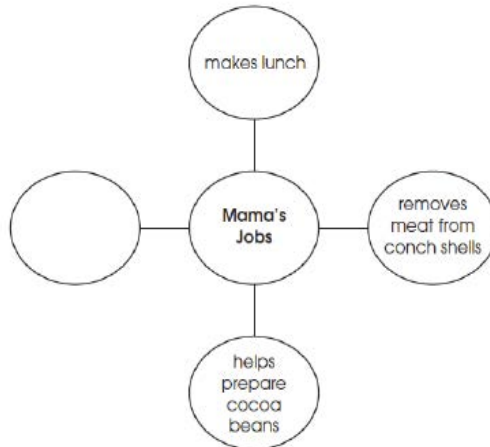 makes lunch
Mama's
Jobs
removes
meat from
conch shells
helps
prepare
cocoa
beans